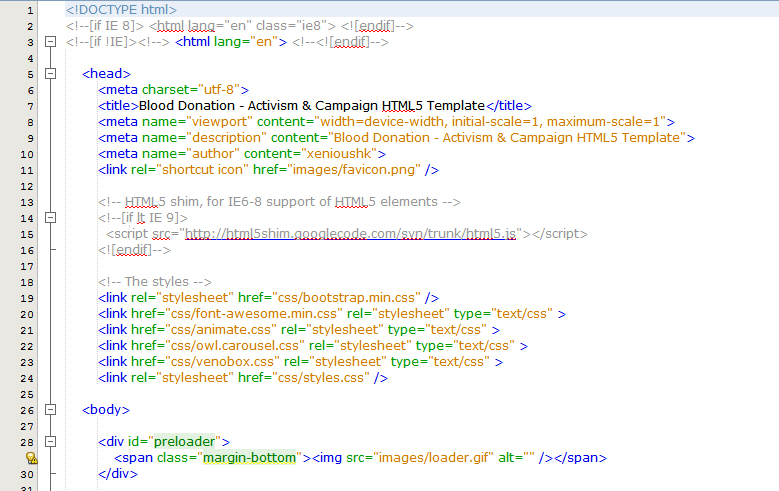 1 <!DOCTYPE html>
2 <!--[if IE 8]> <html lang="en" class="ie8"> <![endif]-->
3 <!--[if !IE]><!--> <html lang="en"> <!--<![endif]-->
4
5 <head>
6 <meta charset="utf-8">
7 <title>Blood Donation - Activism & Campaign HTML5 Template</title>
8 <meta name="viewport" content="width=device-width, initial-scale=1, maximum-scale=1">
9 <meta name="description" content="Blood Donation - Activism & Campaign HTML5 Template">
10 <meta name="author" content="xenioushk">
11 <link rel="shortcut icon" href="images/favicon.png" />
12
13 <!-- HTML5 shim, for IE6-8 support of HTML5 elements -->
14 <!--[if lt IE 9]>
15 <script src="http://html5shim.googlecode.com/svn/trunk/html5.js"></script>
16 <![endif]-->
17
18 <!-- The styles -->
19 <link rel="stylesheet" href="css/bootstrap.min.css" />
20 <link href="css/font-awesome.min.css" rel="stylesheet" type="text/css" >
21 <link href="css/animate.css" rel="stylesheet" type="text/css" >
22 <link href="css/owl.carousel.css" rel="stylesheet" type="text/css" >
23 <link href="css/venobox.css" rel="stylesheet" type="text/css" >
24 <link rel="stylesheet" href="css/styles.css" />
25
26 <body>
27
28 <div id="preloader">
<span class="margin-bottom"><img src="images/loader.gif" alt="" /></span>
30 </div>